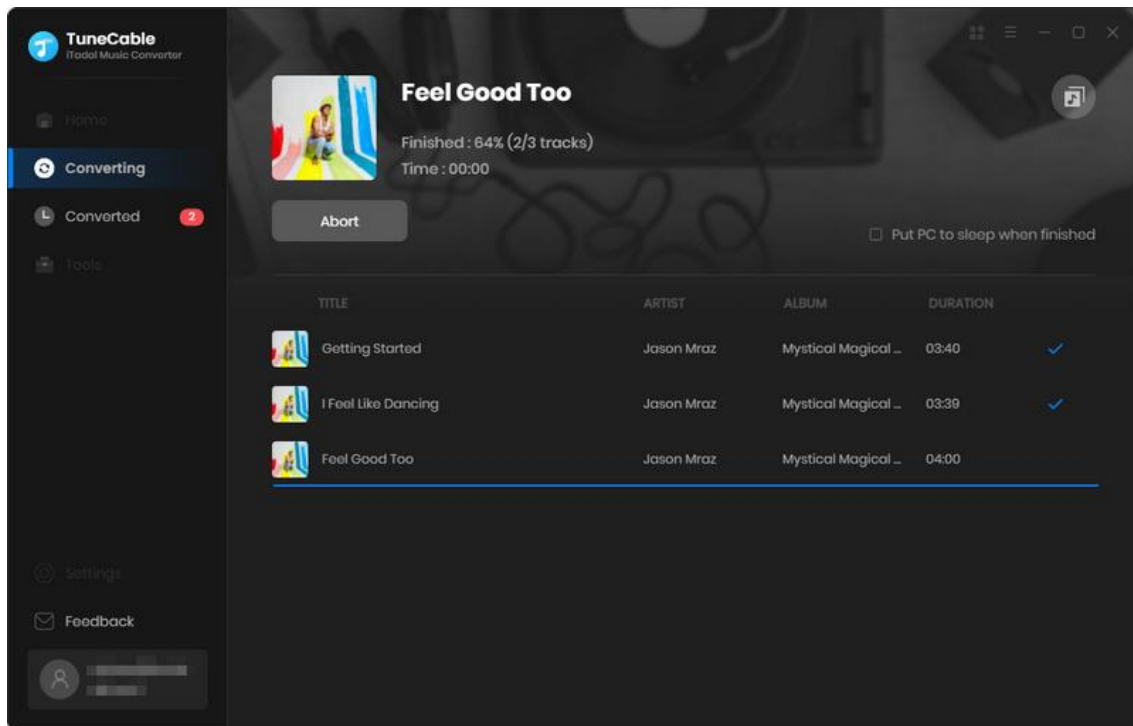 TuneCable
iTadal Music Converter
Home
Converting
Converted 2
Tools
Settings
Feedback
Feel Good Too
Finished : 64% (2/3 tracks)
Time : 00:00
Abort
Put PC to sleep when finished
TITLE ARTIST ALBUM DURATION
Getting Started Jason Mraz Mystical Magical ... 03:40
I Feel Like Dancing Jason Mraz Mystical Magical ... 03:39
Feel Good Too Jason Mraz Mystical Magical ... 04:00